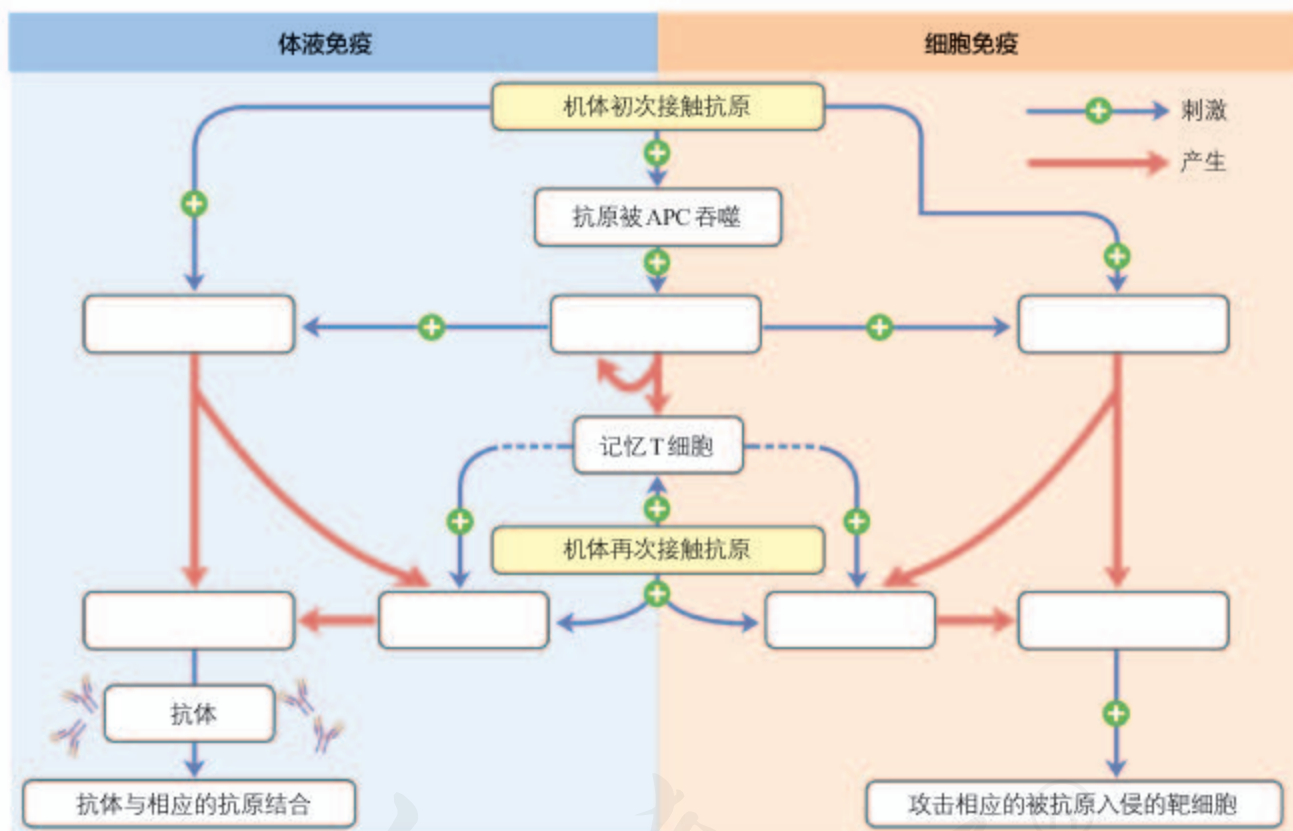 体液免疫
细胞免疫
机体初次接触抗原
刺激
产生
抗原被APC吞噬
记忆T细胞
机体再次接触抗原
抗体
抗体与相应的抗原结合
攻击相应的被抗原入侵的靶细胞